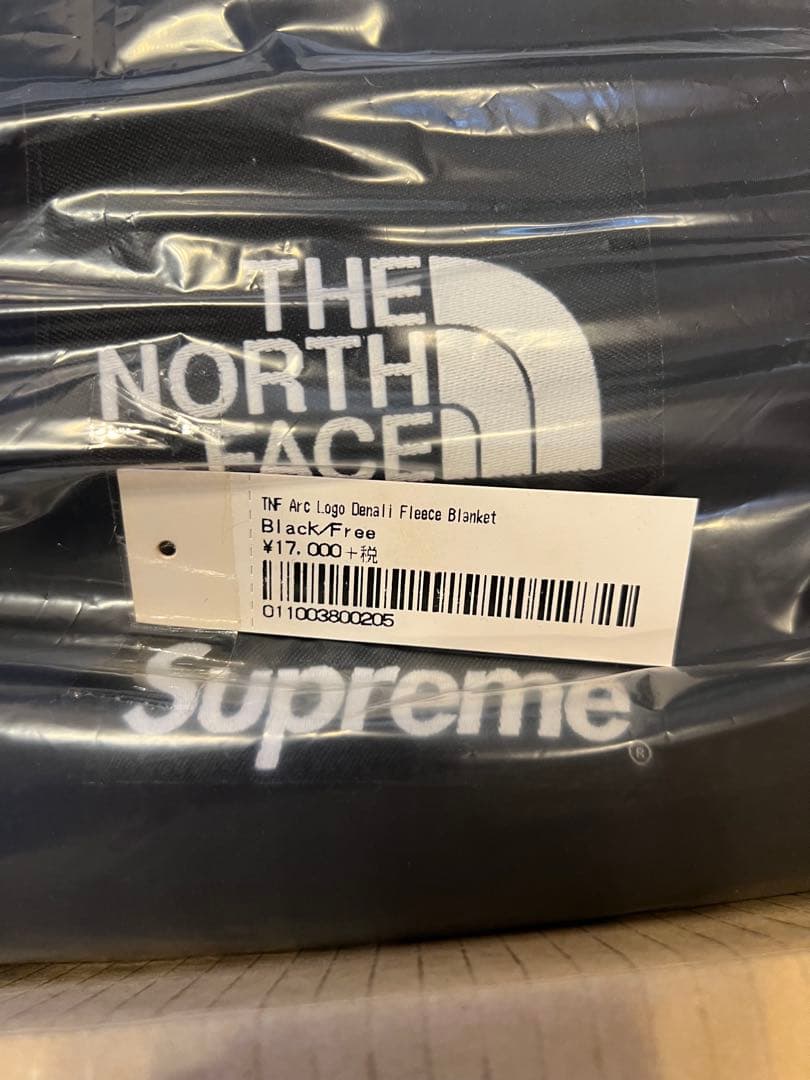 THE
NORTH
FACE
TNF Arc Logo Denali Fleece Blanket
Black/Free
¥17,000+税
011003800205
Supreme
®